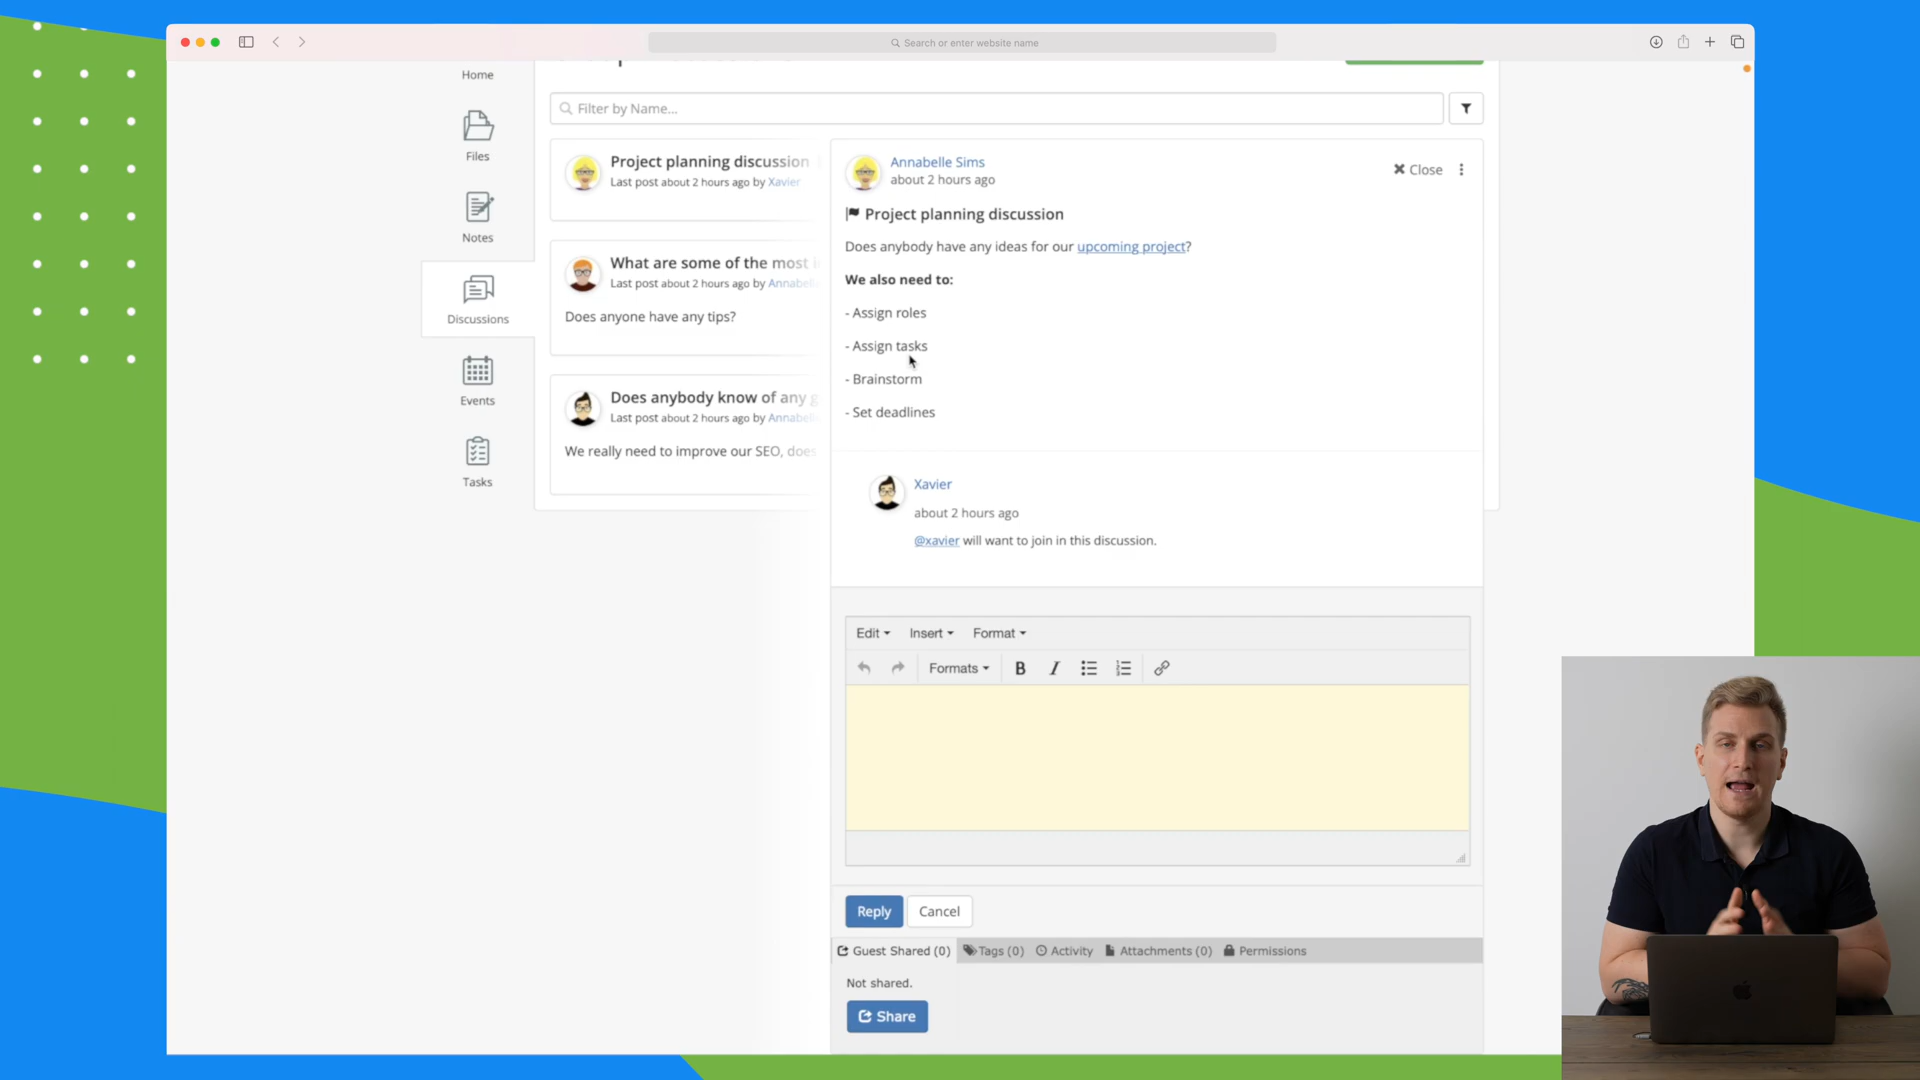 Search or enter website name
Home
Files
Notes
Discussions
Events
Tasks
Filter by Name...
Project planning discussion
Last post about 2 hours ago by Xavier
What are some of the most
Last post about 2 hours ago by Annabell
Does anyone have any tips?
Does anybody know of any g
Last post about 2 hours ago by Annabell
We really need to improve our SEO, does
Annabelle Sims
about 2 hours ago
Close
Project planning discussion
Does anybody have any ideas for our upcoming project?
We also need to:
- Assign roles
- Assign tasks
- Brainstorm
- Set deadlines
Xavier
about 2 hours ago
@xavier will want to join in this discussion.
Edit Insert Format
Formats B I
Reply Cancel
Guest Shared (0) Tags (0) Activity Attachments (0) Permissions
Not shared.
Share